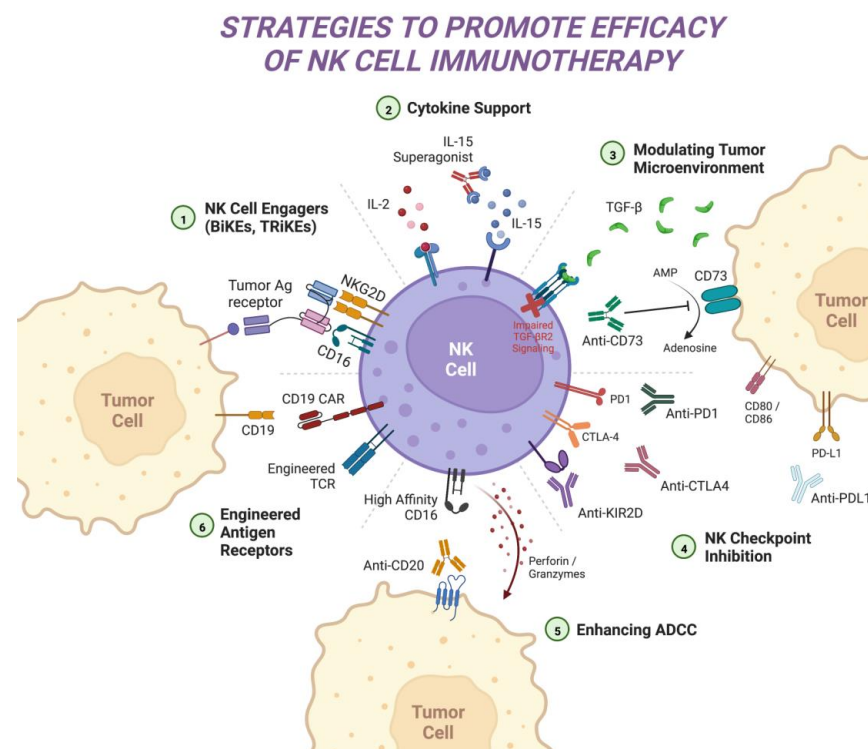 STRATEGIES TO PROMOTE EFFICACY
OF NK CELL IMMUNOTHERAPY
1
NK Cell Engagers
(BiKEs, TRiKEs)
Tumor Ag
receptor
NKG2D
CD16
2
Cytokine Support
IL-2
IL-15
Superagonist
IL-15
3
Modulating Tumor
Microenvironment
TGF-β
AMP
CD73
Anti-CD73
Adenosine
Impaired
TGF-βR2
Signaling
NK
Cell
Tumor
Cell
Tumor
Cell
CD19
CD19 CAR
Engineered
TCR
6
Engineered
Antigen
Receptors
PD1
Anti-PD1
CTLA-4
Anti-CTLA4
Anti-KIR2D
CD80 /
CD86
PD-L1
Anti-PDL1
4
NK Checkpoint
Inhibition
High Affinity
CD16
Anti-CD20
Perforin /
Granzymes
5
Enhancing ADCC
Tumor
Cell